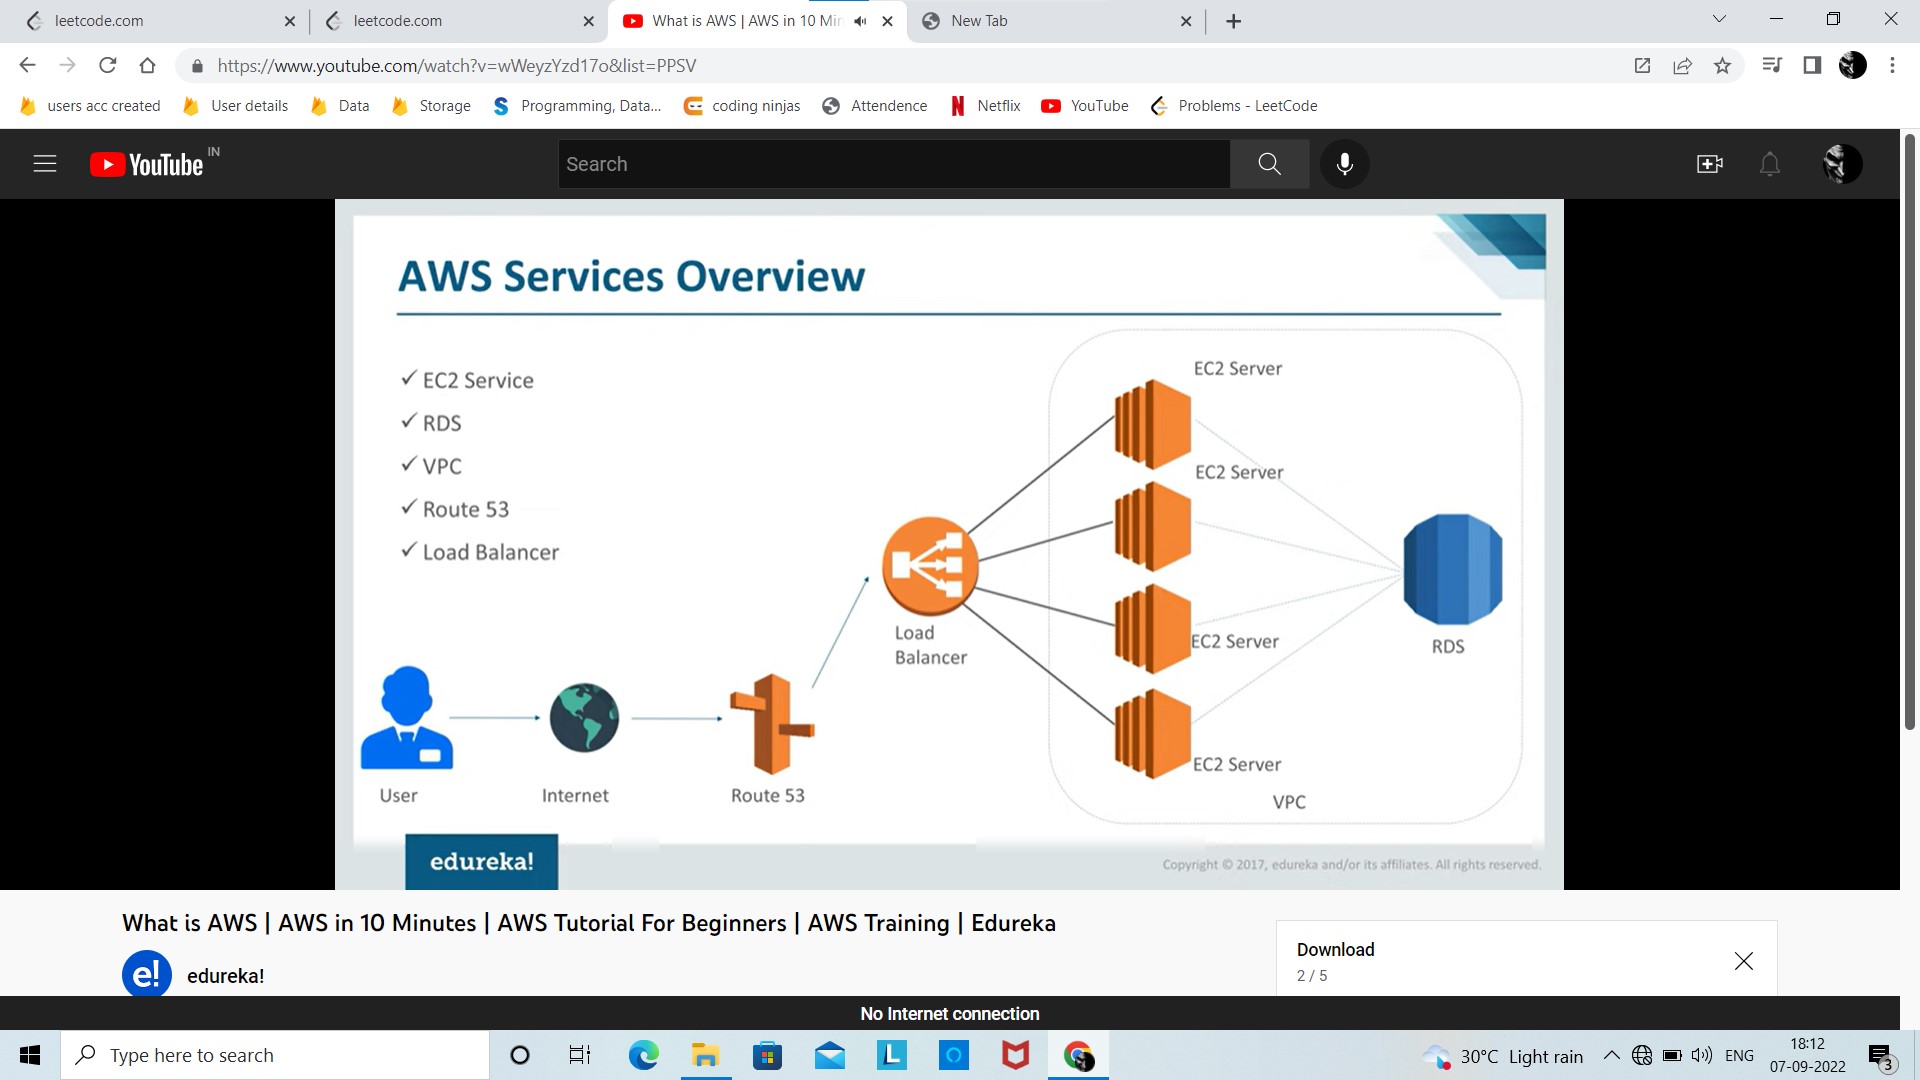 leetcode.com
leetcode.com
What is AWS | AWS in 10 Min
New Tab
https://www.youtube.com/watch?v=wWeyzYzd17o&list=PPSV
users acc created
User details
Data
Storage
Programming, Data...
coding ninjas
Attendence
Netflix
YouTube
Problems - LeetCode
YouTube IN
Search
AWS Services Overview
✓ EC2 Service
✓ RDS
✓ VPC
✓ Route 53
✓ Load Balancer
EC2 Server
EC2 Server
EC2 Server
EC2 Server
VPC
RDS
Load
Balancer
User
Internet
Route 53
edureka!
Copyright © 2017, edureka and/or its affiliates. All rights reserved.
What is AWS | AWS in 10 Minutes | AWS Tutorial For Beginners | AWS Training | Edureka
e!
edureka!
Download
2 / 5
No Internet connection
Type here to search
L
30°C Light rain
ENG
18:12
07-09-2022
3